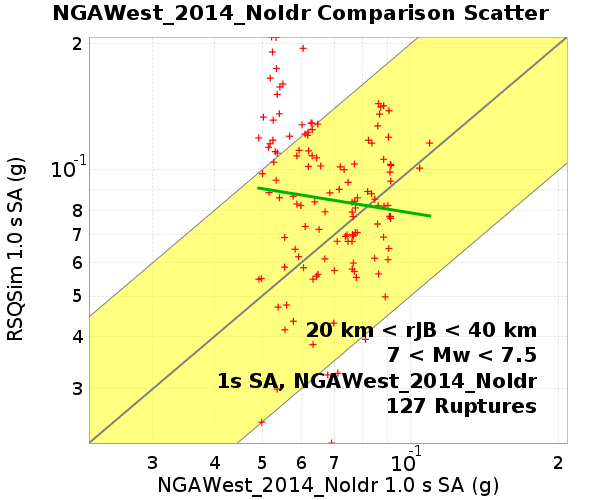 NGAWest_2014_NoIdr Comparison Scatter
RSQSim 1.0 s SA (g)
2
10-1
8
7
6
5
4
3
20 km < rJB < 40 km
7 < Mw < 7.5
1s SA, NGAWest_2014_NoIdr
127 Ruptures
3 4 5 6 7 10-1 2
NGAWest_2014_NoIdr 1.0 s SA (g)